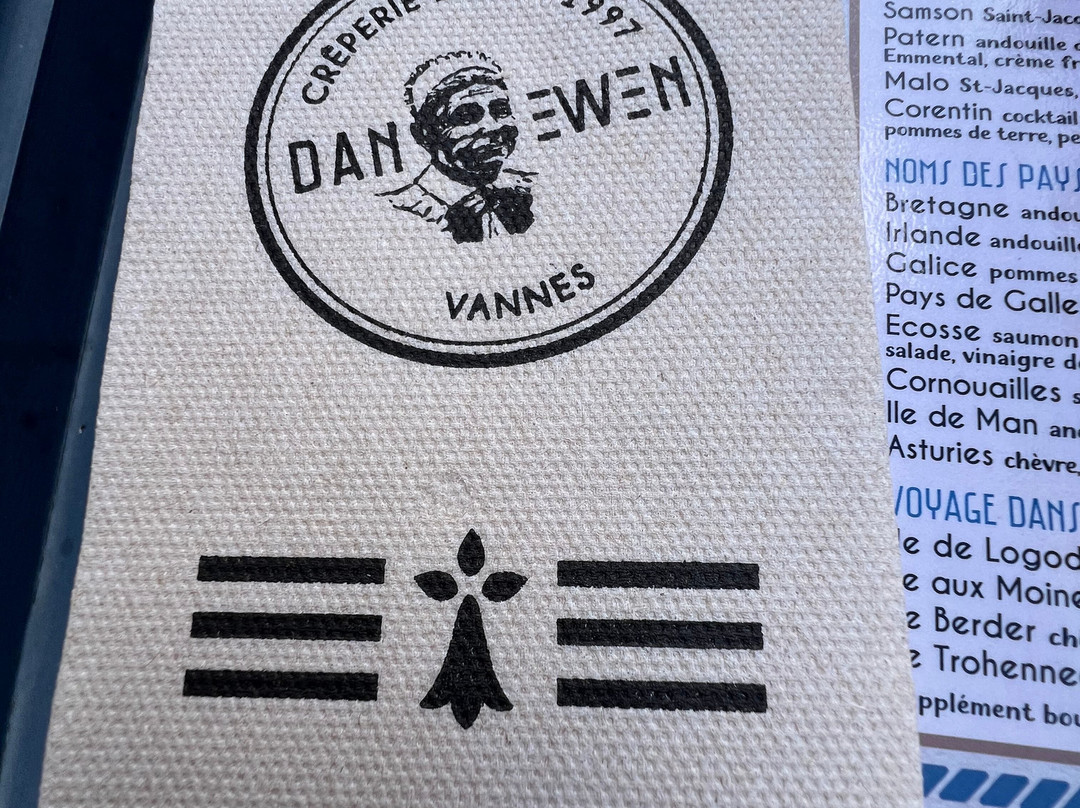 CRÊPERIE
1997
DAN EWEN
VANNES
Samson Saint-Jacq
Patern andouille
Emmental, crème fr
Malo St-Jacques,
Corentin cocktail
pommes de terre, pe
NOMS DES PAYS
Bretagne andou
Irlande andouille
Galice pommes
Pays de Galle
Ecosse saumon
salade, vinaigre d
Cornouailles s
Ile de Man an
Asturies chèvre,
VOYAGE DANS
le de Logod
e aux Moine
e Berder ch
e Trohenne
pplément bou